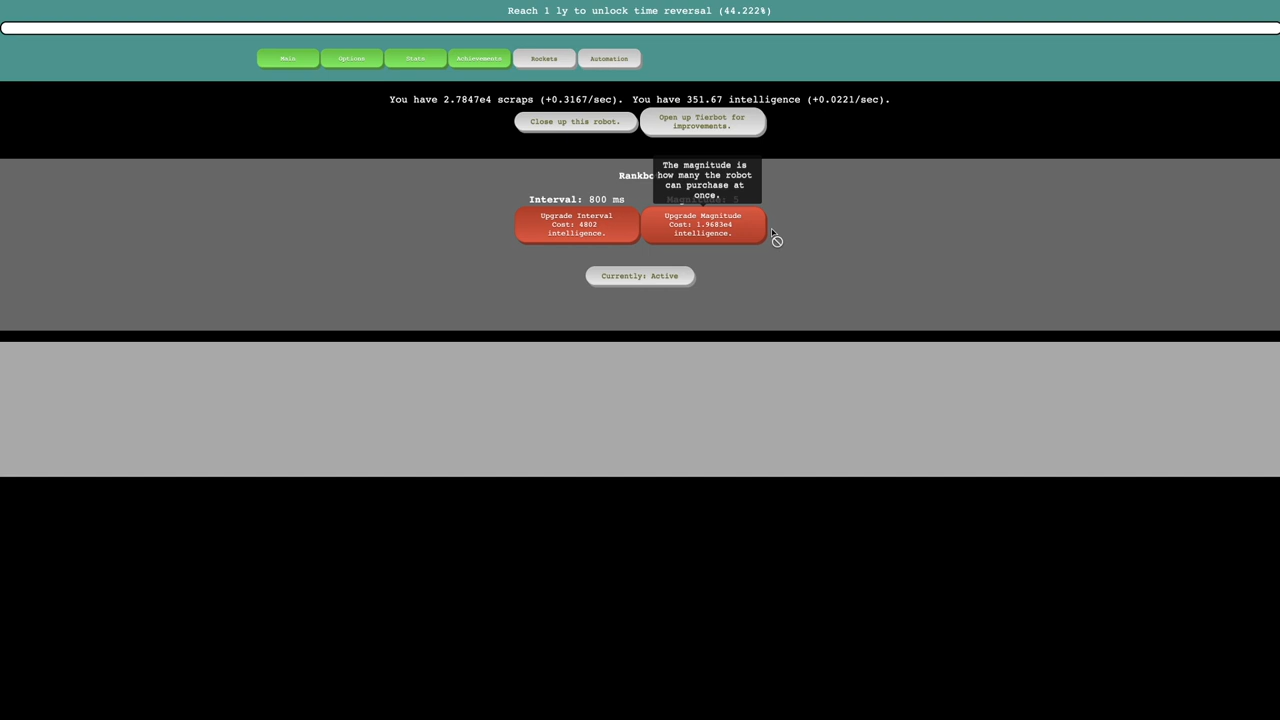 Reach 1 ly to unlock time reversal (44.222%)
Main Options Stats Achievements Rockets Automation
You have 2.7847e4 scraps (+0.3167/sec). You have 351.67 intelligence (+0.0221/sec).
Close up this robot.
Open up Tierbot for
improvements.
The magnitude is
how many the robot
can purchase at
once.
Interval: 800 ms
Upgrade Interval
Cost: 4802
intelligence.
Upgrade Magnitude
Cost: 1.9683e4
intelligence.
Currently: Active